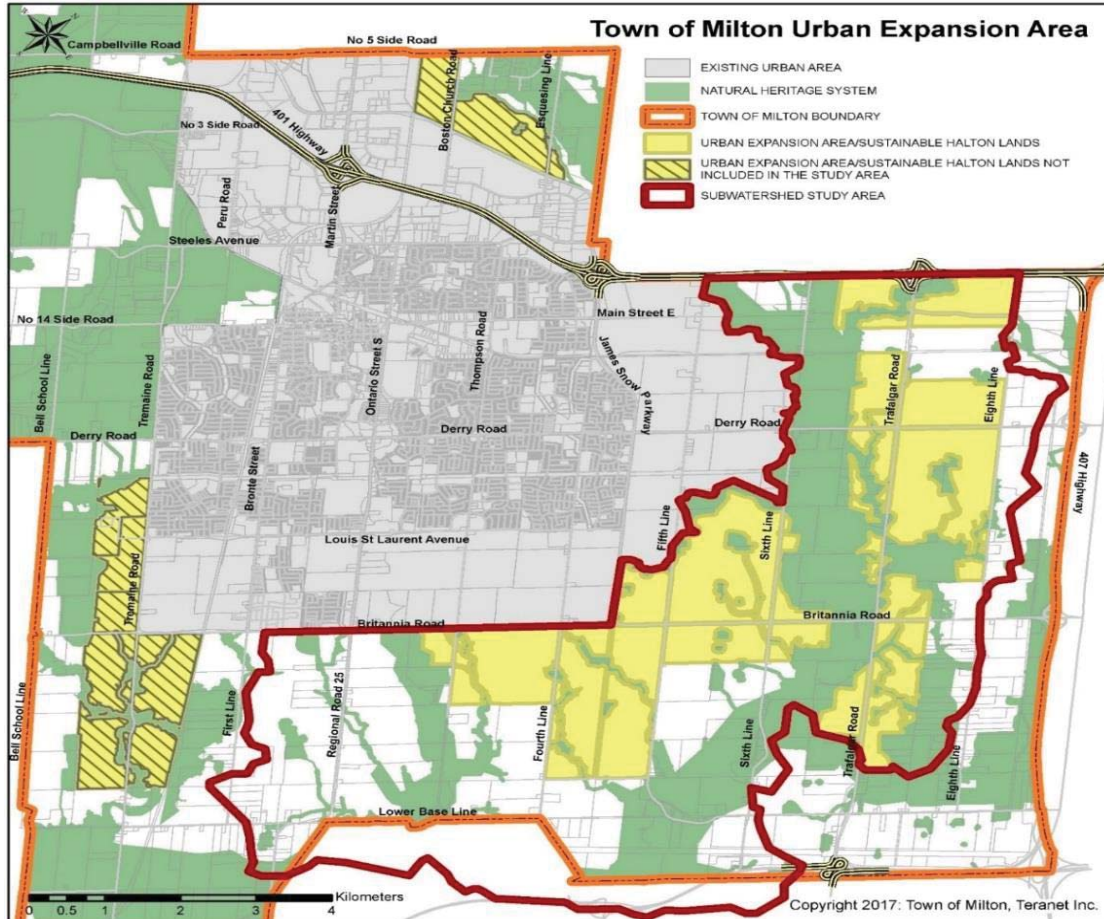 Town of Milton Urban Expansion Area
EXISTING URBAN AREA
NATURAL HERITAGE SYSTEM
TOWN OF MILTON BOUNDARY
URBAN EXPANSION AREA/SUSTAINABLE HALTON LANDS
URBAN EXPANSION AREA/SUSTAINABLE HALTON LANDS NOT
INCLUDED IN THE STUDY AREA
SUBWATERSHED STUDY AREA
Campbellville Road
No 5 Side Road
Boston Church Road
Esquesing Line
401 Highway
No 3 Side Road
Peru Road
Martin Street
Steeles Avenue
No 14 Side Road
Main Street E
Bell School Line
Tremaine Road
Ontario Street S
Thompson Road
James Snow Parkway
Trafalgar Road
Eighth Line
Derry Road
Derry Road
Derry Road
407 Highway
Bronte Street
Louis St Laurent Avenue
Fifth Line
Sixth Line
Tremaine Road
Britannia Road
Britannia Road
Bell School Line
First Line
Regional Road 25
Fourth Line
Sixth Line
Trafalgar Road
Eighth Line
Lower Base Line
Kilometers
0 0.5 1 2 3 4
Copyright 2017: Town of Milton, Teranet Inc.